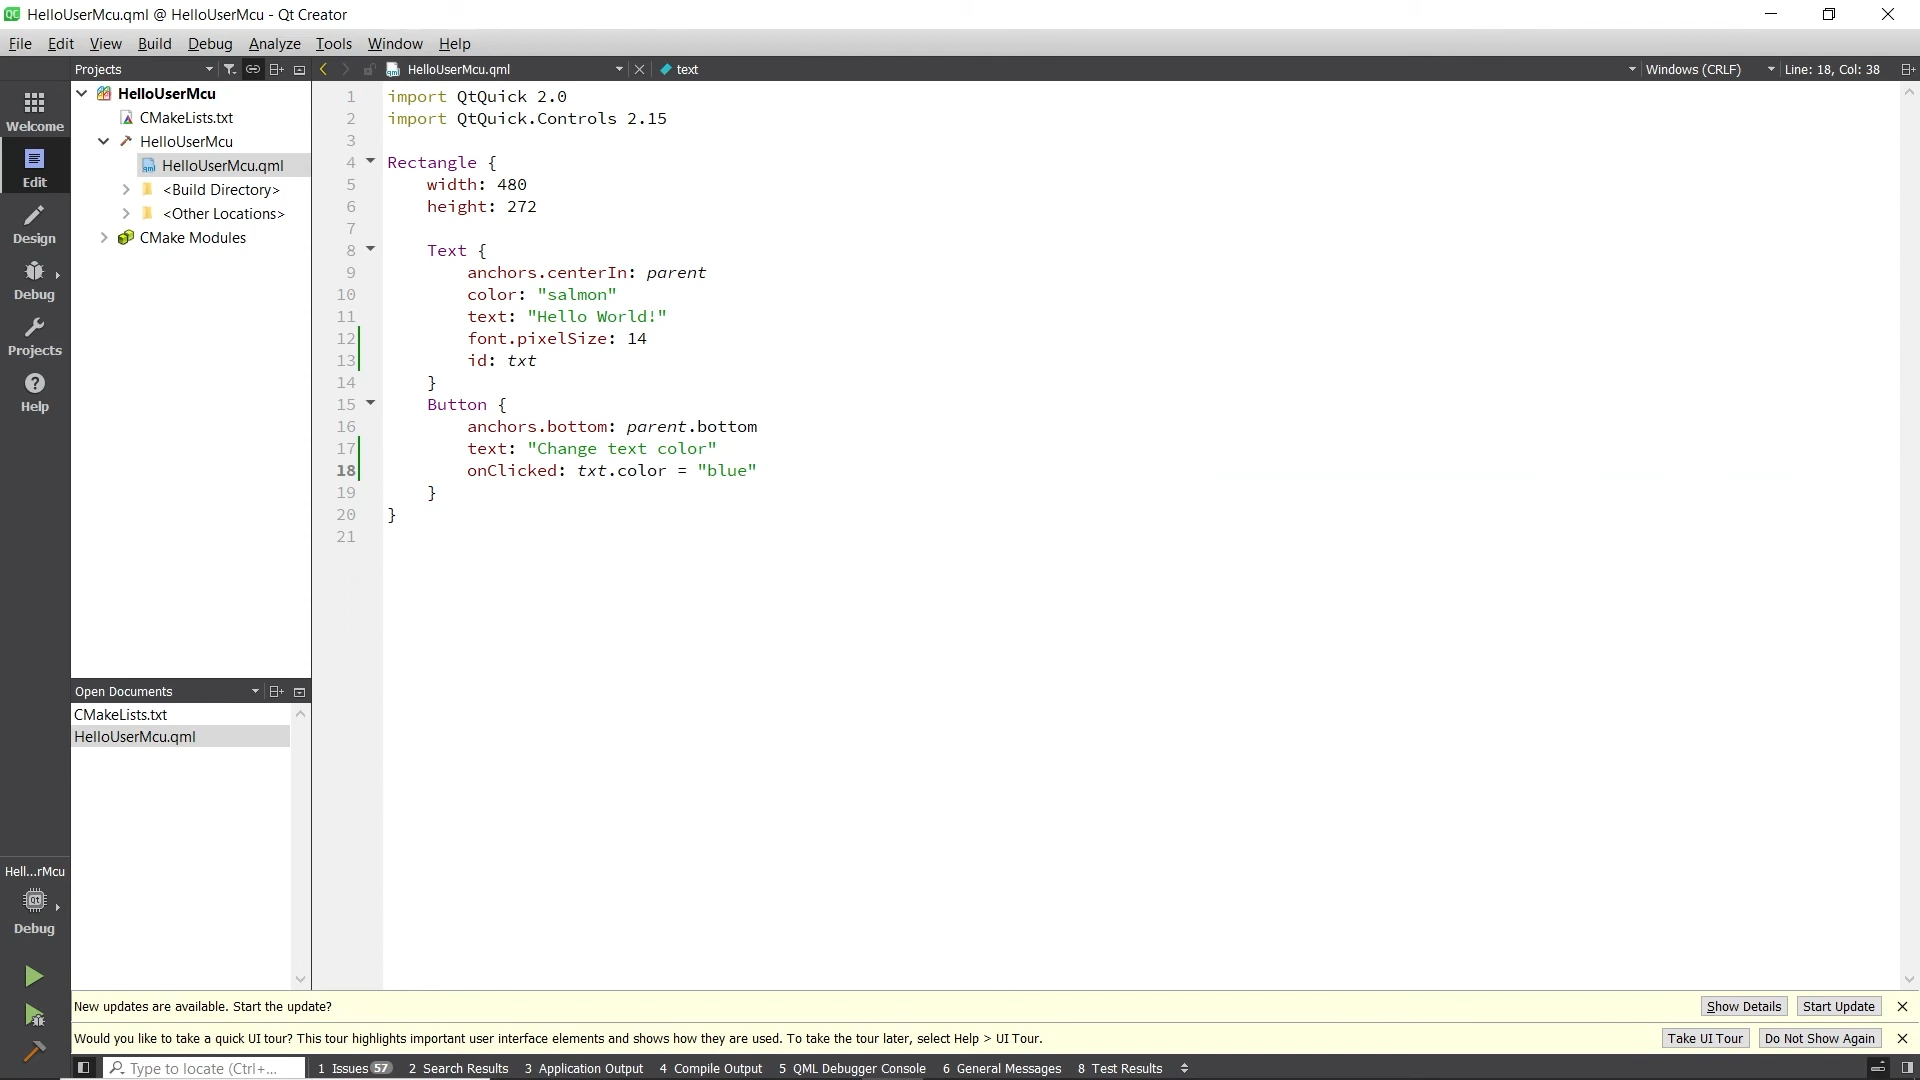 HelloUserMcu.qml @ HelloUserMcu - Qt Creator
File Edit View Build Debug Analyze Tools Window Help
Projects HelloUserMcu.qml text Windows (CRLF) Line: 18, Col: 38
Welcome
Edit
Design
Debug
Projects
Help
HelloUserMcu
CMakeLists.txt
HelloUserMcu
HelloUserMcu.qml
<Build Directory>
<Other Locations>
CMake Modules
1 import QtQuick 2.0
2 import QtQuick.Controls 2.15
3
4 Rectangle {
5 width: 480
6 height: 272
7
8 Text {
9 anchors.centerIn: parent
10 color: "salmon"
11 text: "Hello World!"
12 font.pixelSize: 14
13 id: txt
14 }
15 Button {
16 anchors.bottom: parent.bottom
17 text: "Change text color"
18 onClicked: txt.color = "blue"
19 }
20 }
21
Open Documents
CMakeLists.txt
HelloUserMcu.qml
Hell...rMcu
Qt
Debug
New updates are available. Start the update? Show Details Start Update
Would you like to take a quick UI tour? This tour highlights important user interface elements and shows how they are used. To take the tour later, select Help > UI Tour. Take UI Tour Do Not Show Again
Type to locate (Ctrl+... 1 Issues 57 2 Search Results 3 Application Output 4 Compile Output 5 QML Debugger Console 6 General Messages 8 Test Results